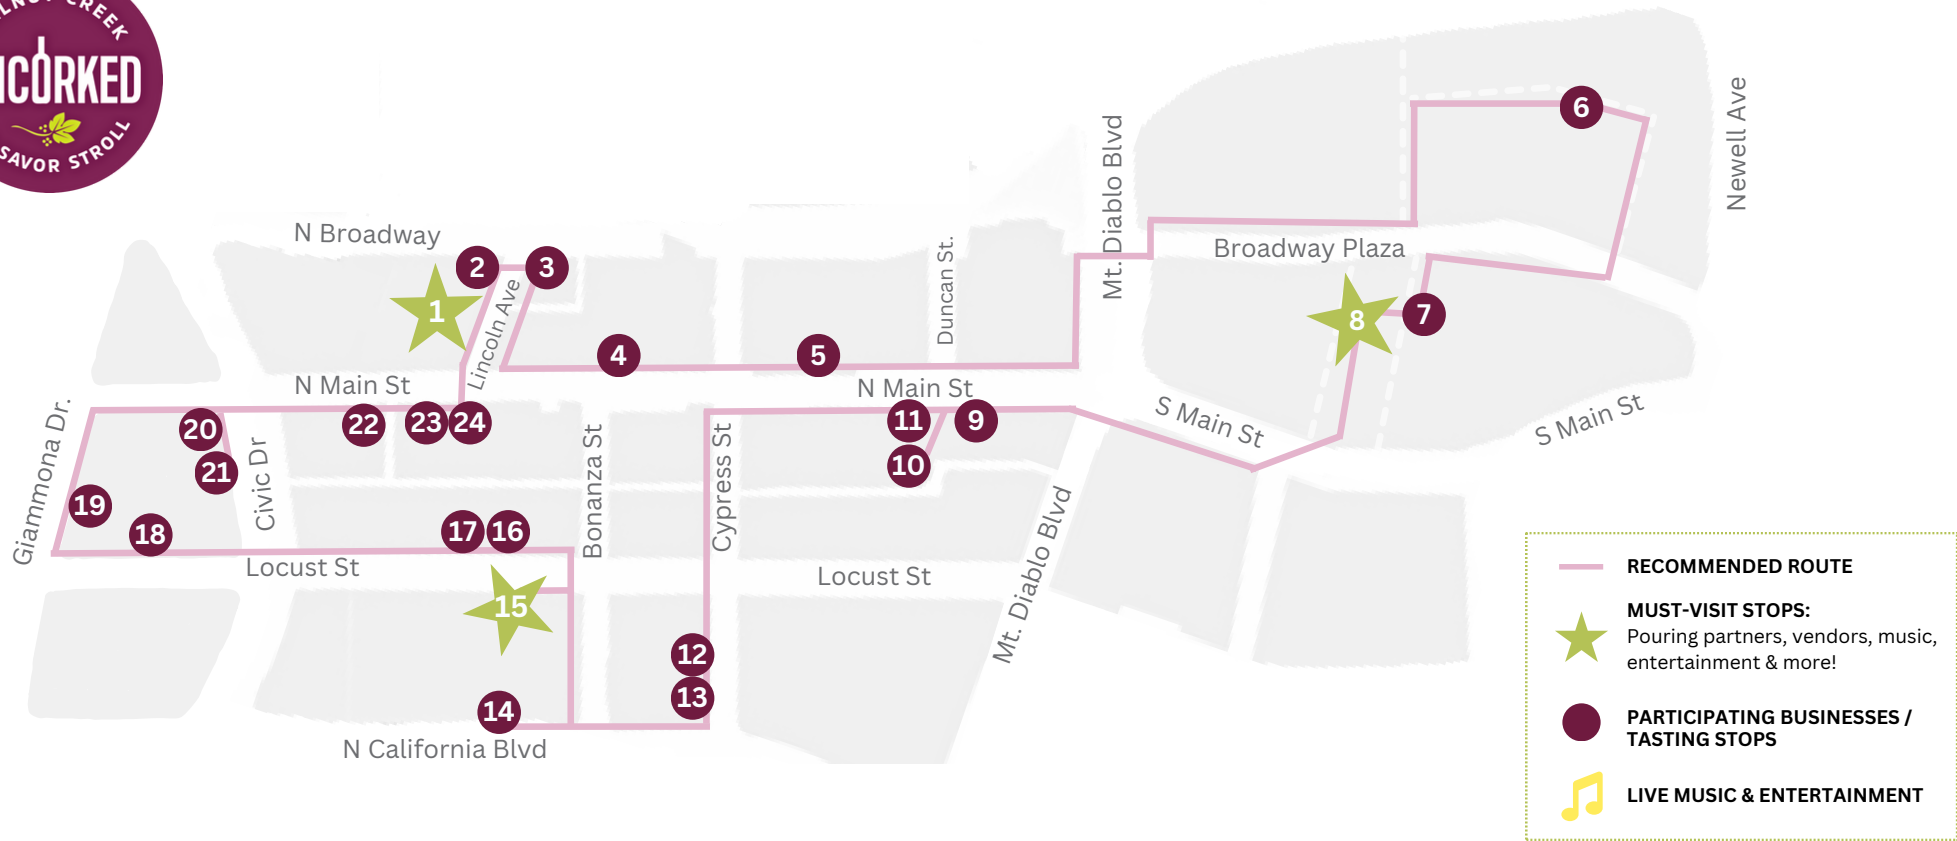 CREEK
CORKED
SAVOR STROLL
N Broadway
Mt. Diablo Blvd
Newell Ave
6
2
3
Broadway Plaza
1
Lincoln Ave
Duncan St.
8
7
4
5
N Main St
N Main St
Giammona Dr.
20
22
23
24
11
9
S Main St
S Main St
21
Civic Dr
Bonanza St
Cypress St
10
19
18
17
16
Mt. Diablo Blvd
Locust St
Locust St
15
12
13
14
N California Blvd
RECOMMENDED ROUTE
MUST-VISIT STOPS:
Pouring partners, vendors, music,
entertainment & more!
PARTICIPATING BUSINESSES /
TASTING STOPS
LIVE MUSIC & ENTERTAINMENT